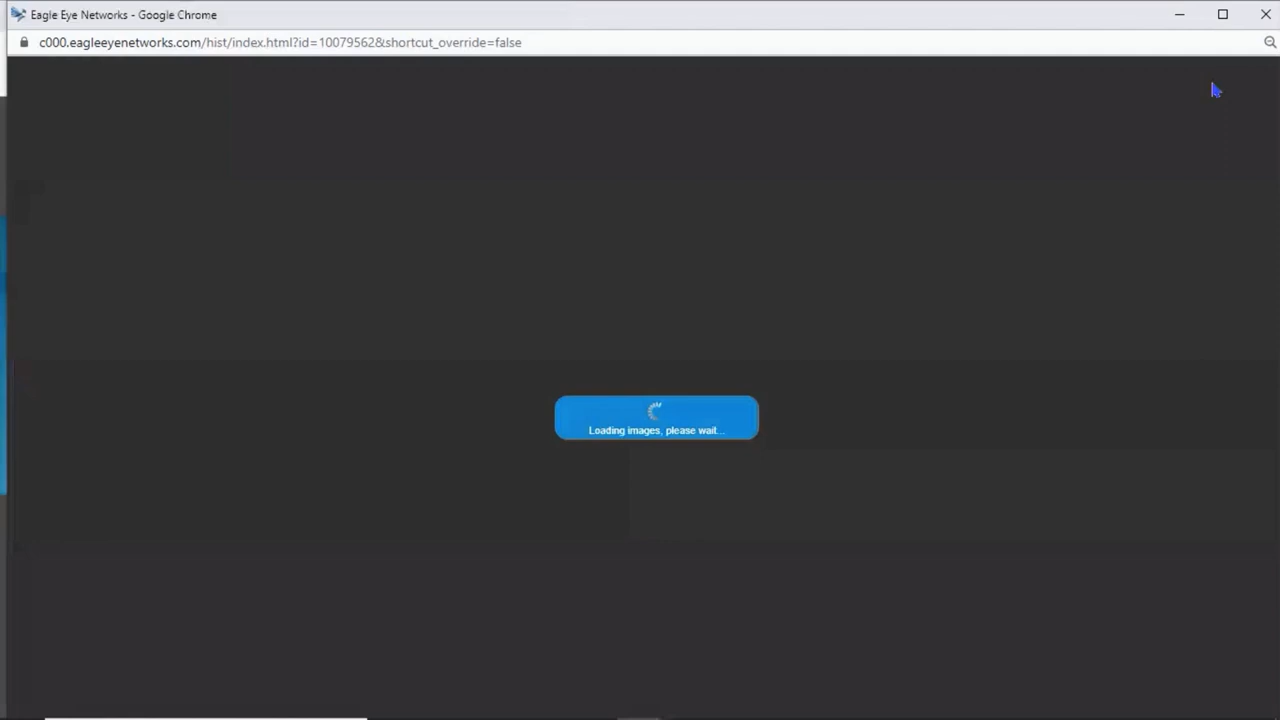 Eagle Eye Networks - Google Chrome
c000.eagleeyenetworks.com/hist/index.html?id=10079562&shortcut_override=false
Loading images, please wait...